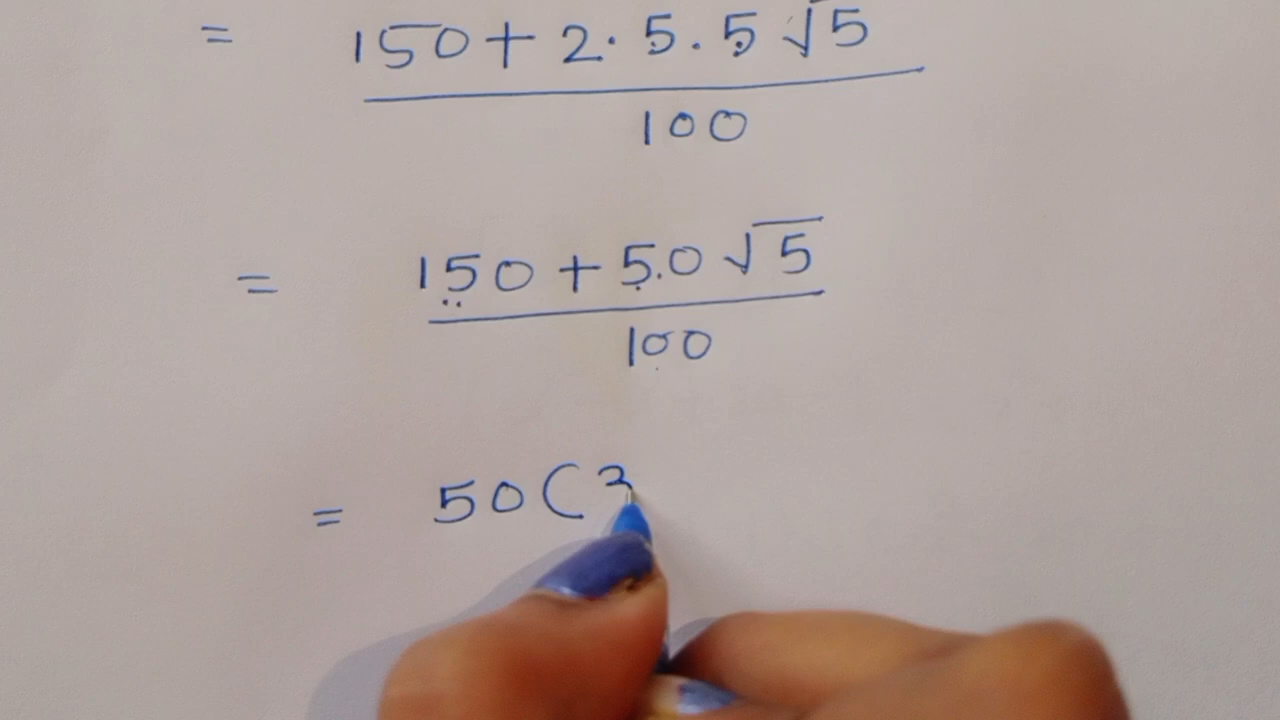 = 150 + 2 · 5 . 5 √5
100
= 150 + 50 √5
100
= 50 ( 3